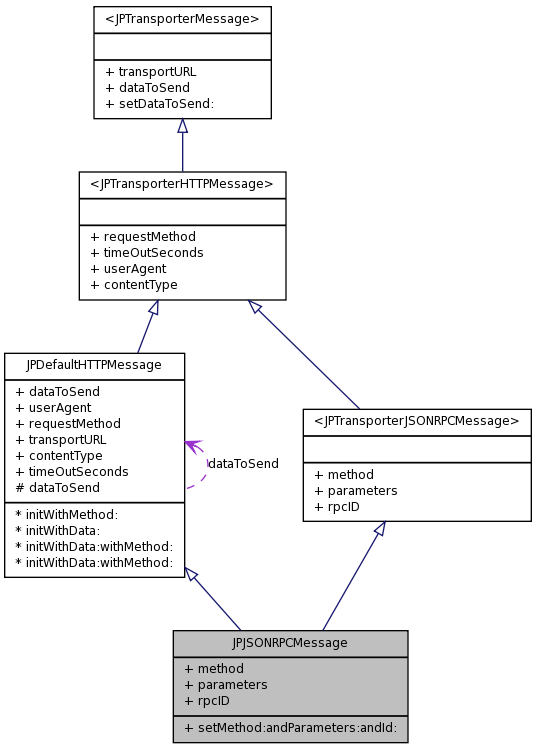 <JPTransporterMessage>
+ transportURL
+ dataToSend
+ setDataToSend:
<JPTransporterHTTPMessage>
+ requestMethod
+ timeOutSeconds
+ userAgent
+ contentType
JPDefaultHTTPMessage
+ dataToSend
+ userAgent
+ requestMethod
+ transportURL
+ contentType
+ timeOutSeconds
# dataToSend
* initWithMethod:
* initWithData:
* initWithData:withMethod:
* initWithData:withMethod:
dataToSend
<JPTransporterJSONRPCMessage>
+ method
+ parameters
+ rpcID
JPJSONRPCMessage
+ method
+ parameters
+ rpcID
+ setMethod:andParameters:andId: